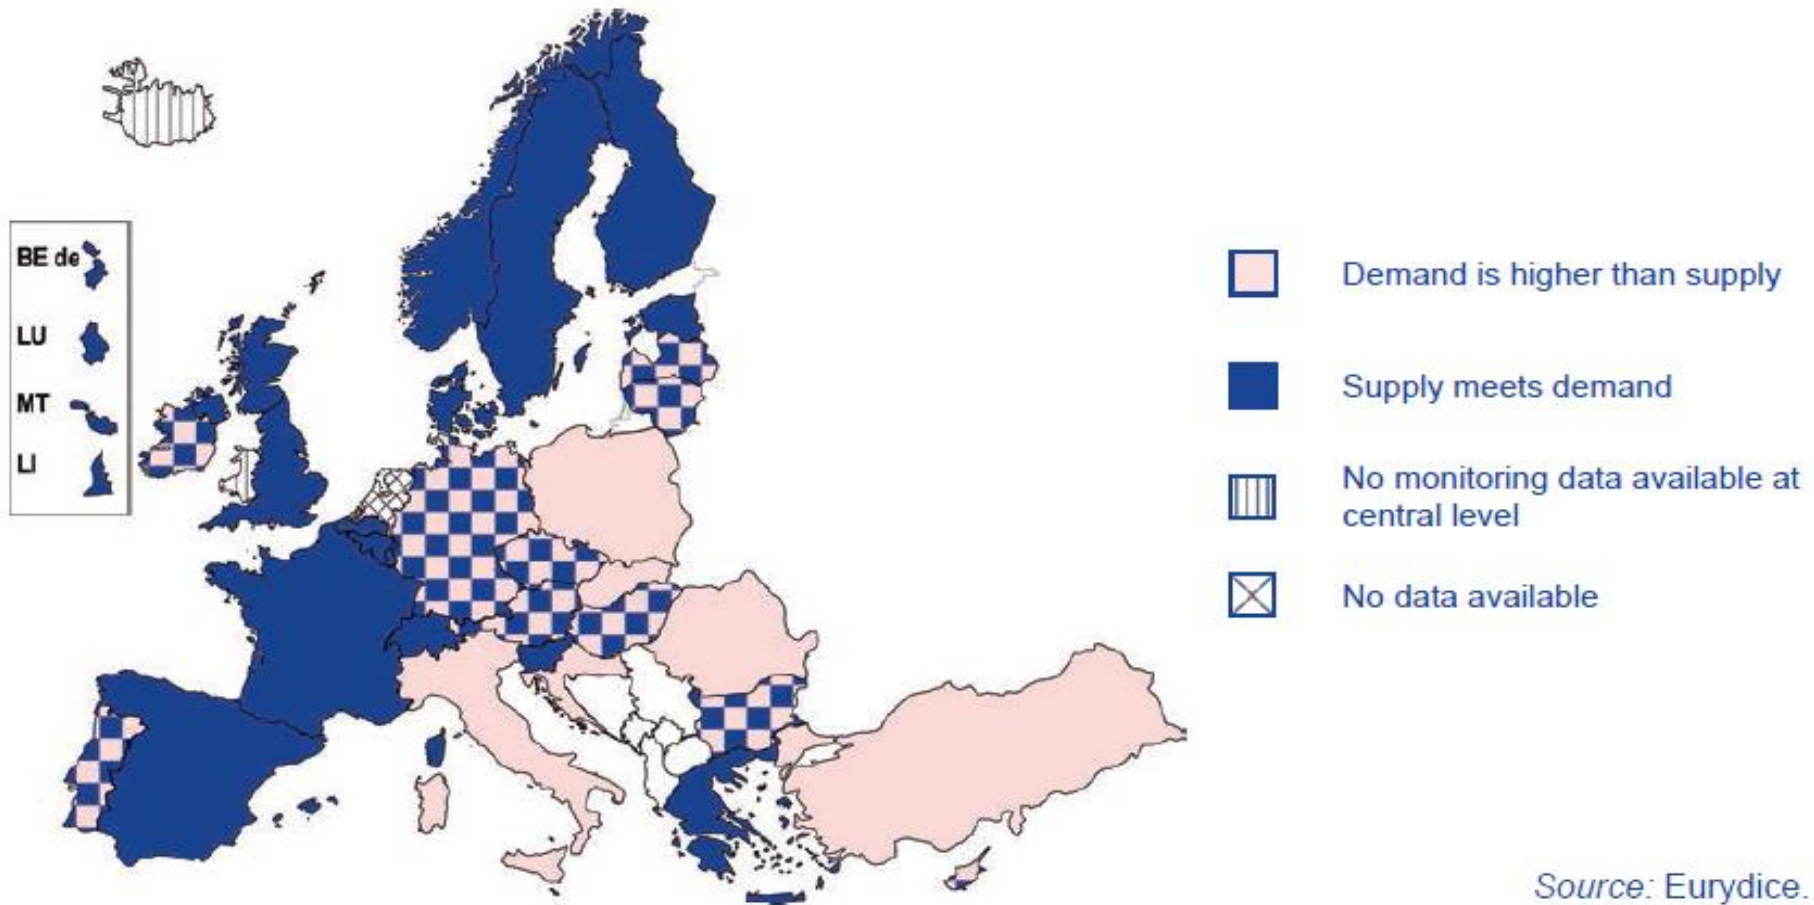 BE de
LU
MT
LI
Demand is higher than supply
Supply meets demand
No monitoring data available at
central level
No data available
Source: Eurydice.